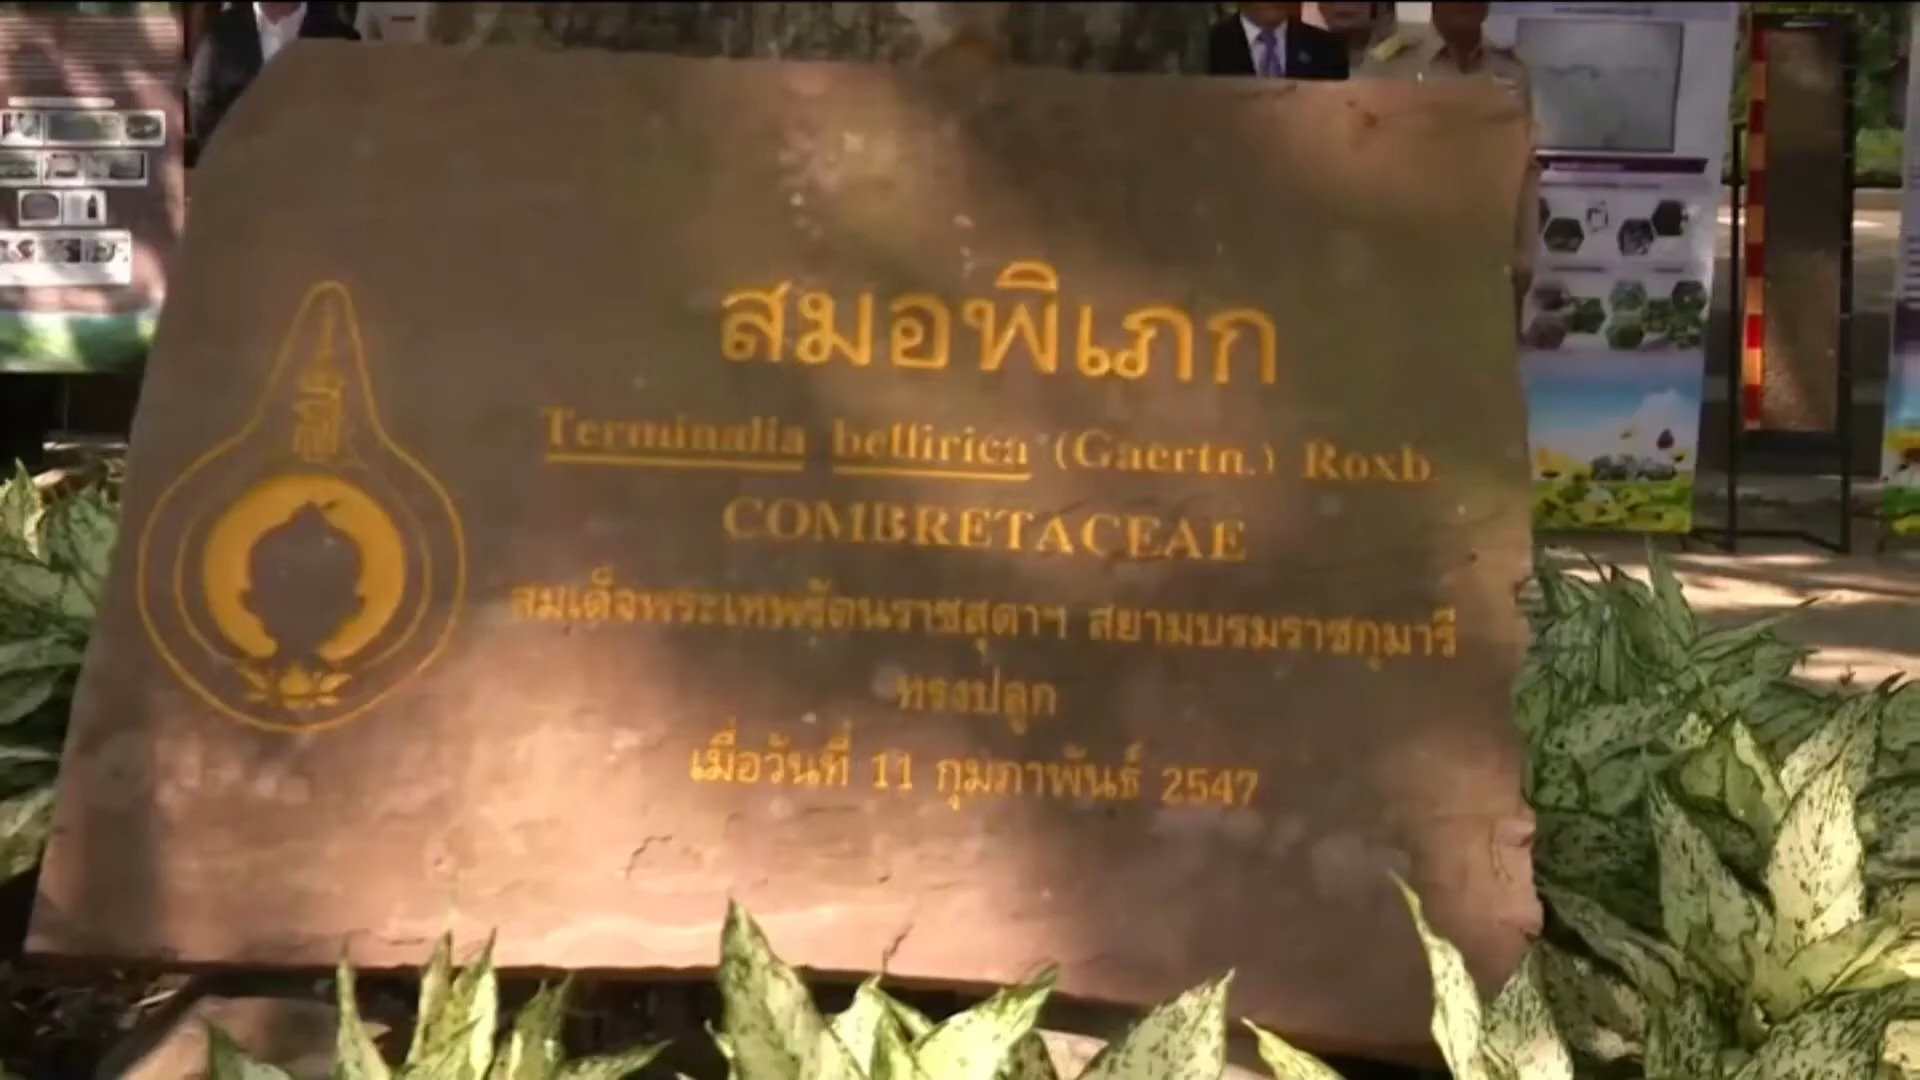 สมอพิเภก
Terminalia bellirica (Gaertn.) Roxb.
COMBRETACEAE
สมเด็จพระเทพรัตนราชสุดาฯ สยามบรมราชกุมารี
ทรงปลูก
เมื่อวันที่ 11 กุมภาพันธ์ 2547